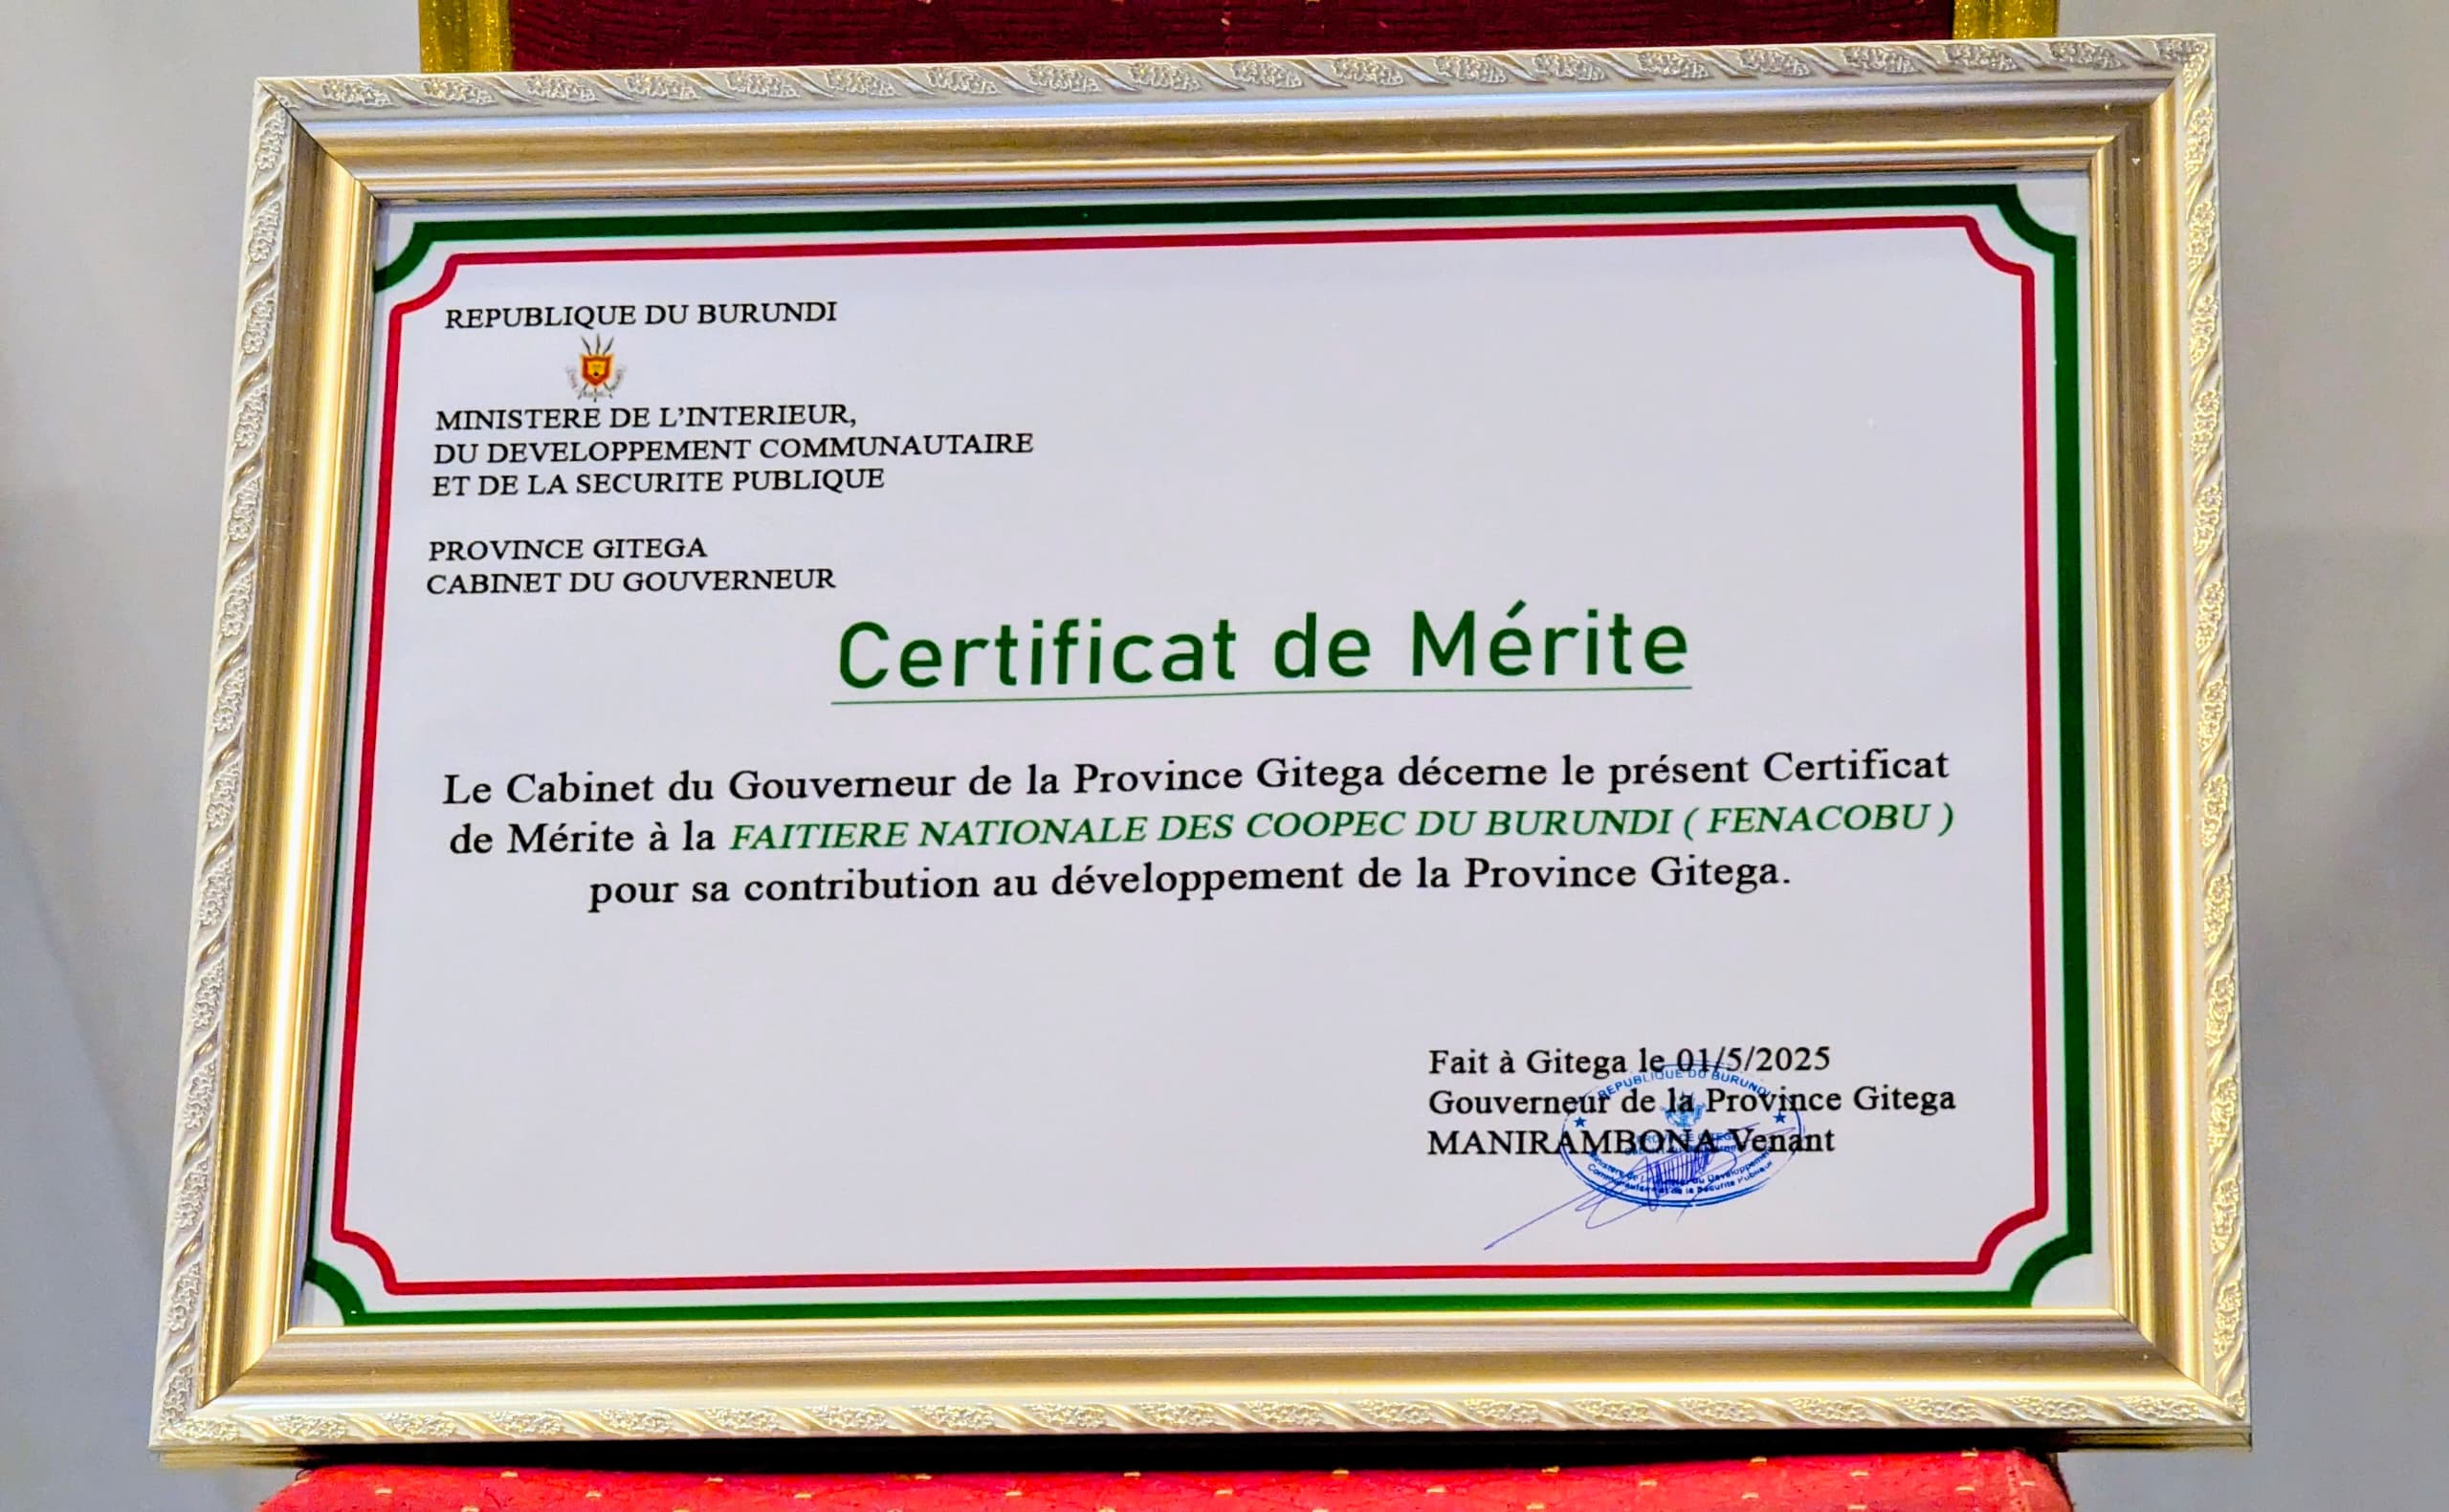 REPUBLIQUE DU BURUNDI
MINISTERE DE L'INTERIEUR,
DU DEVELOPPEMENT COMMUNAUTAIRE
ET DE LA SECURITE PUBLIQUE
PROVINCE GITEGA
CABINET DU GOUVERNEUR
Certificat de Mérite
Le Cabinet du Gouverneur de la Province Gitega décerne le présent Certificat
de Mérite à la FAITIERE NATIONALE DES COOPEC DU BURUNDI ( FENACOBU )
pour sa contribution au développement de la Province Gitega.
Fait à Gitega le 01/5/2025
Gouverneur de la Province Gitega
MANIRAMBONA Venant
REPUBLIQUE DU BURUNDI